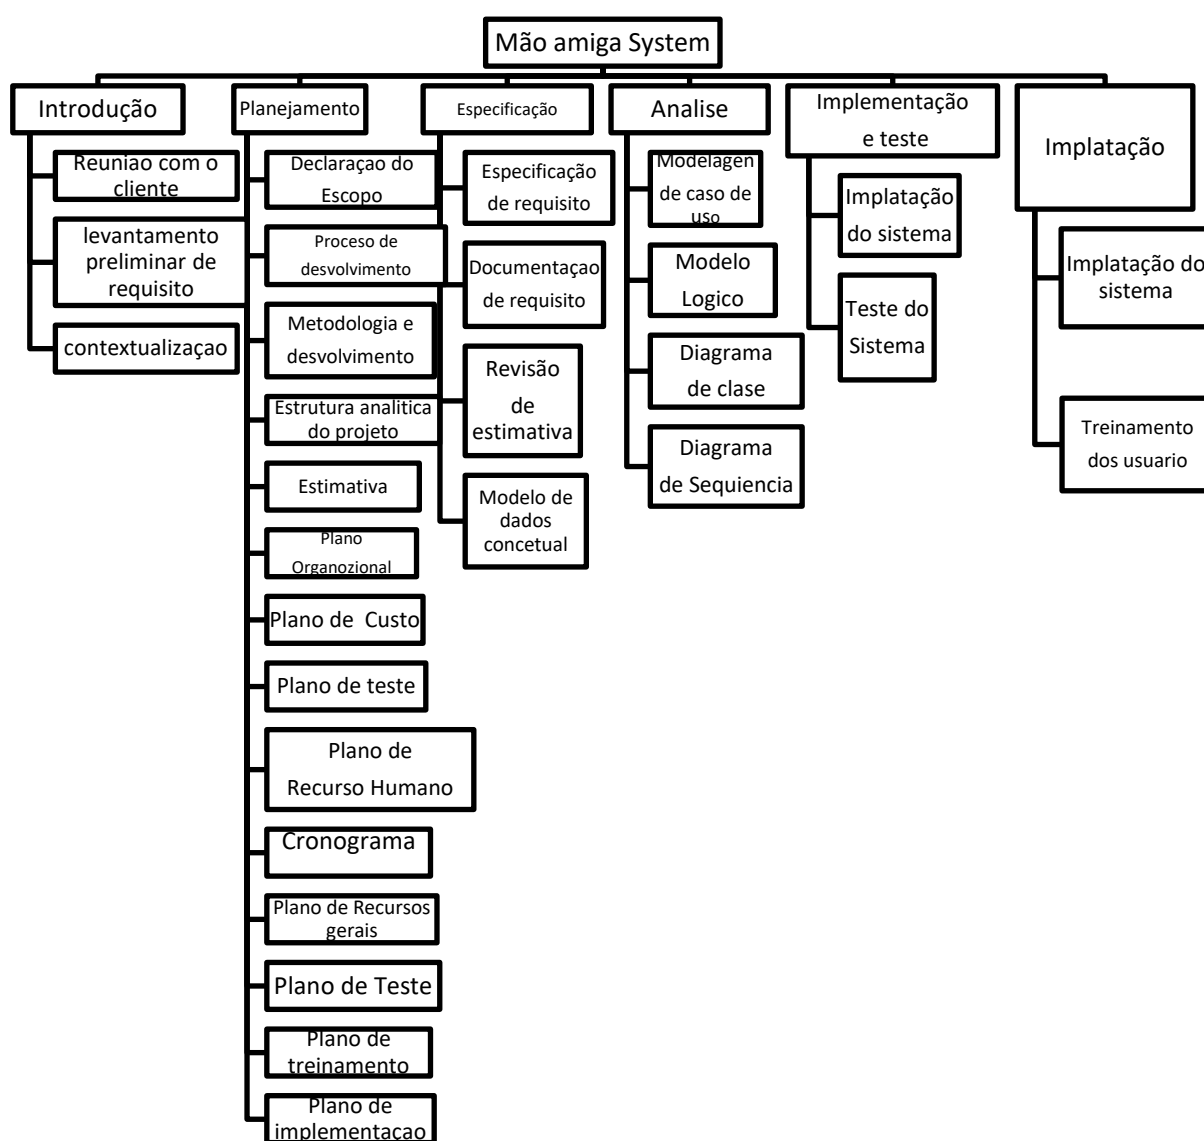 Mão amiga System
Introdução
Reuniao com o
cliente
levantamento
preliminar de
requisito
contextualizaçao
Planejamento
Declaraçao do
Escopo
Proceso de
desvolvimento
Metodologia e
desvolvimento
Estrutura analitica
do projeto
Estimativa
Plano
Organozional
Plano de Custo
Plano de teste
Plano de
Recurso Humano
Cronograma
Plano de Recursos
gerais
Plano de Teste
Plano de
treinamento
Plano de
implementaçao
Especificação
Especificação
de requisito
Documentaçao
de requisito
Revisão
de
estimativa
Modelo de
dados
concetual
Analise
Modelagen
de caso de
uso
Modelo
Logico
Diagrama
de clase
Diagrama
de Sequiencia
Implementação
e teste
Implatação
do sistema
Teste do
Sistema
Implatação
Implatação do
sistema
Treinamento
dos usuario